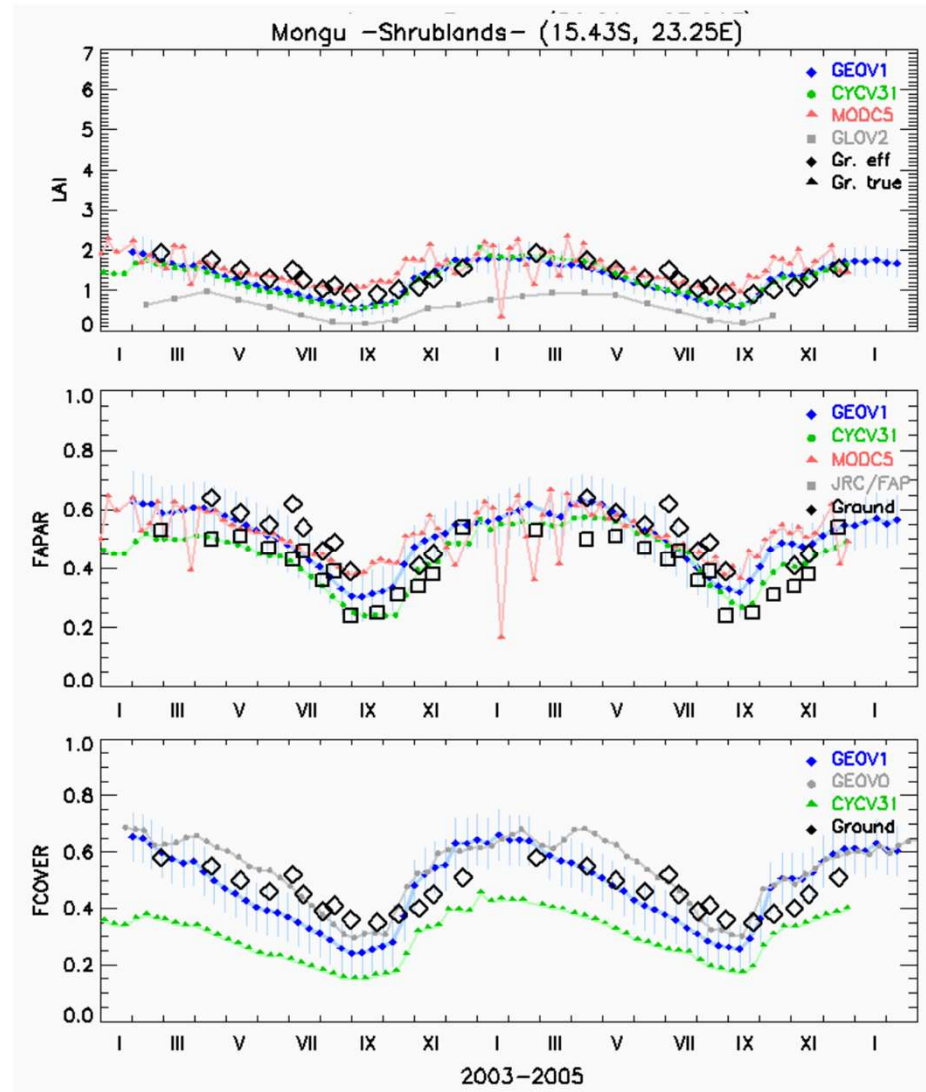 Mongu -Shrublands- (15.43S, 23.25E)
7
6
5
4
3
2
1
0
LAI
GEOV1
CYCV31
MODC5
GLOV2
Gr. eff
Gr. true
I III V VII IX XI I III V VII IX XI I
1.0
0.8
0.6
0.4
0.2
0.0
FAPAR
GEOV1
CYCV31
MODC5
JRC/FAP
Ground
I III V VII IX XI I III V VII IX XI I
1.0
0.8
0.6
0.4
0.2
0.0
FCOVER
GEOV1
GEOV0
CYCV31
Ground
I III V VII IX XI I III V VII IX XI I
2003-2005